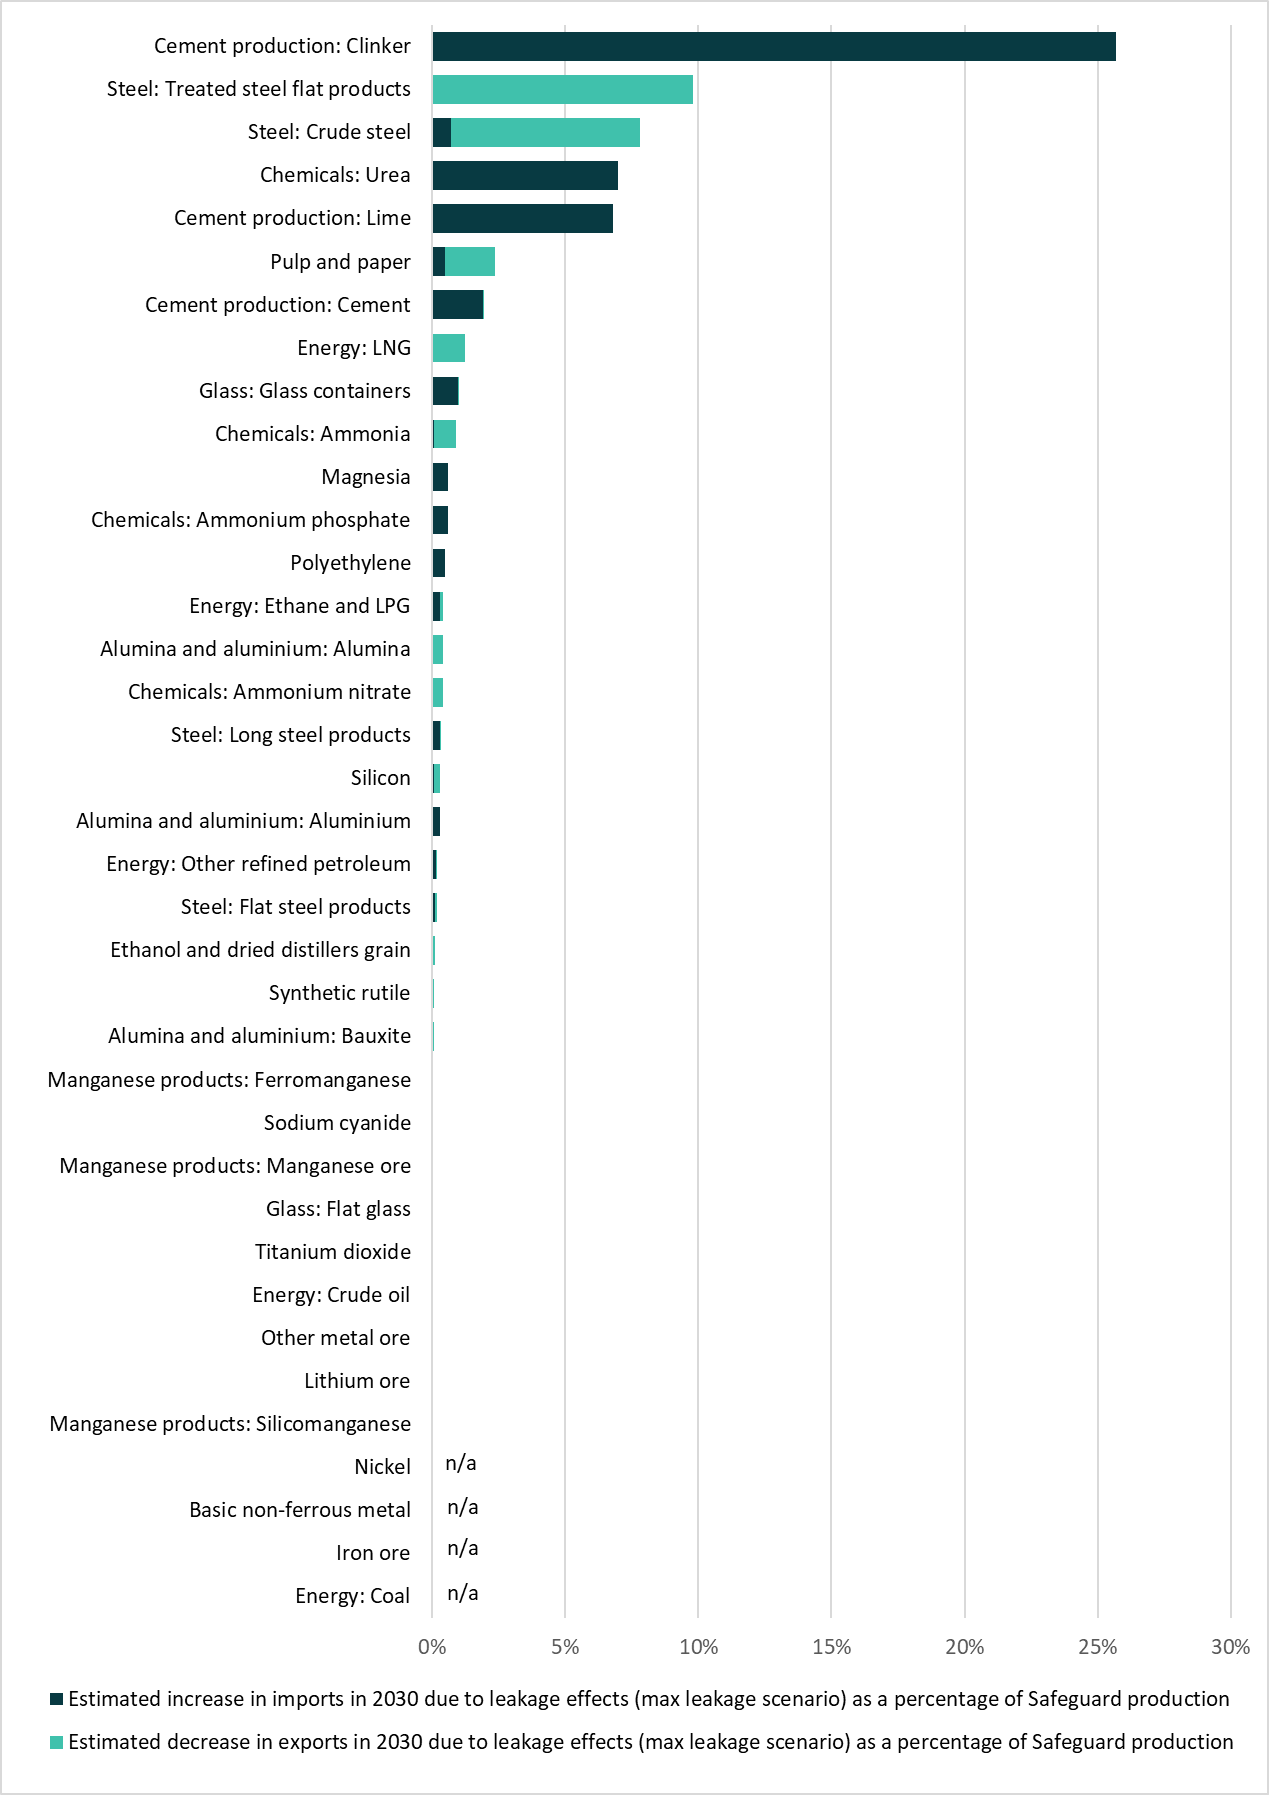 Cement production: Clinker
Steel: Treated steel flat products
Steel: Crude steel
Chemicals: Urea
Cement production: Lime
Pulp and paper
Cement production: Cement
Energy: LNG
Glass: Glass containers
Chemicals: Ammonia
Magnesia
Chemicals: Ammonium phosphate
Polyethylene
Energy: Ethane and LPG
Alumina and aluminium: Alumina
Chemicals: Ammonium nitrate
Steel: Long steel products
Silicon
Alumina and aluminium: Aluminium
Energy: Other refined petroleum
Steel: Flat steel products
Ethanol and dried distillers grain
Synthetic rutile
Alumina and aluminium: Bauxite
Manganese products: Ferromanganese
Sodium cyanide
Manganese products: Manganese ore
Glass: Flat glass
Titanium dioxide
Energy: Crude oil
Other metal ore
Lithium ore
Manganese products: Silicomanganese
Nickel n/a
Basic non-ferrous metal n/a
Iron ore n/a
Energy: Coal n/a
0% 5% 10% 15% 20% 25% 30%
Estimated increase in imports in 2030 due to leakage effects (max leakage scenario) as a percentage of Safeguard production
Estimated decrease in exports in 2030 due to leakage effects (max leakage scenario) as a percentage of Safeguard production